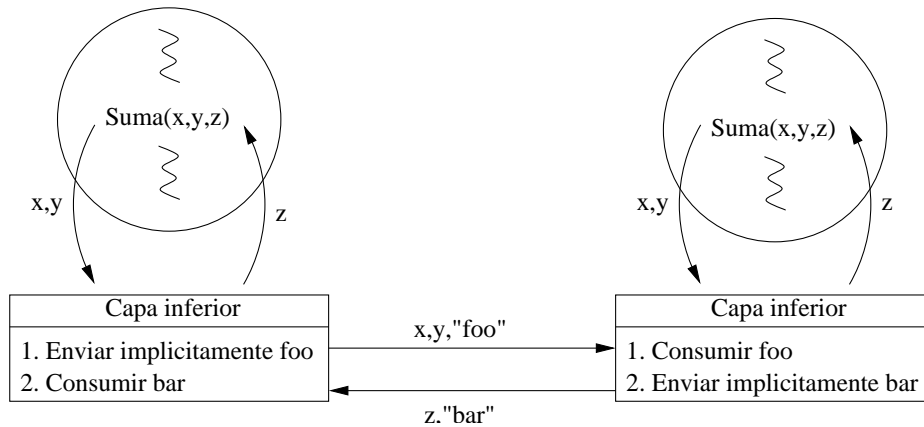 Suma(x,y,z)
x,y
z
Suma(x,y,z)
x,y
z
Capa inferior
1. Enviar implicitamente foo
2. Consumir bar
x,y,"foo"
z,"bar"
Capa inferior
1. Consumir foo
2. Enviar implicitamente bar